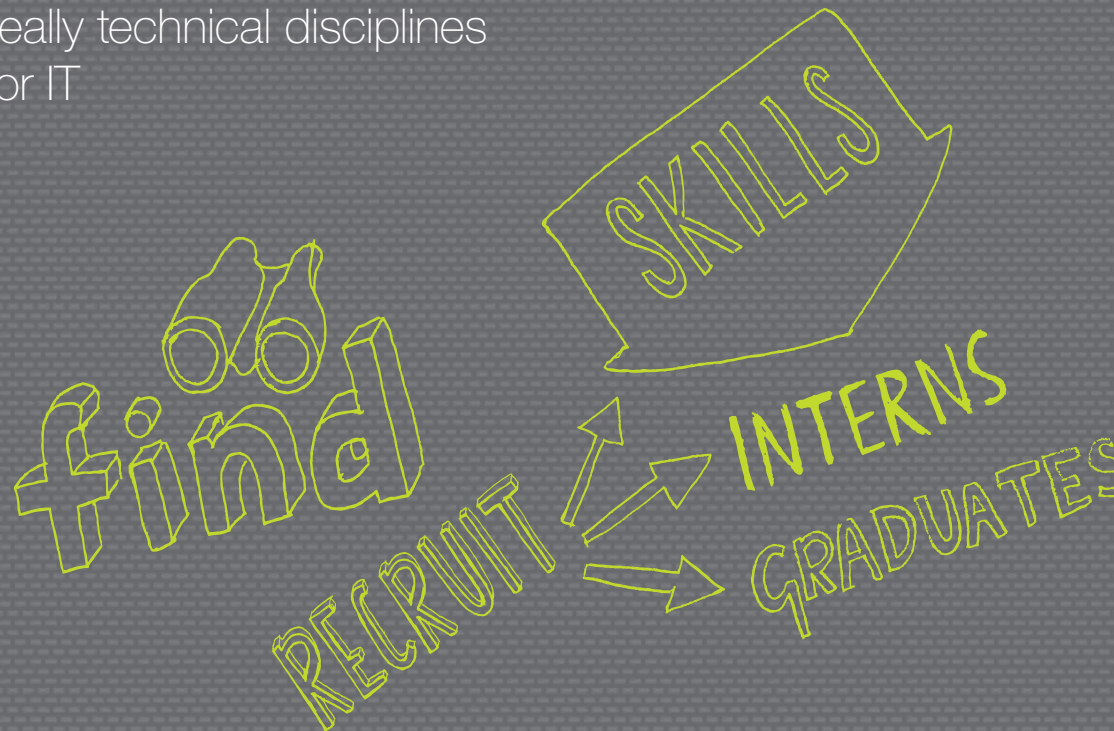 eally technical disciplines
or IT
SKILLS
find
INTERNS
GRADUATES
RECRUIT